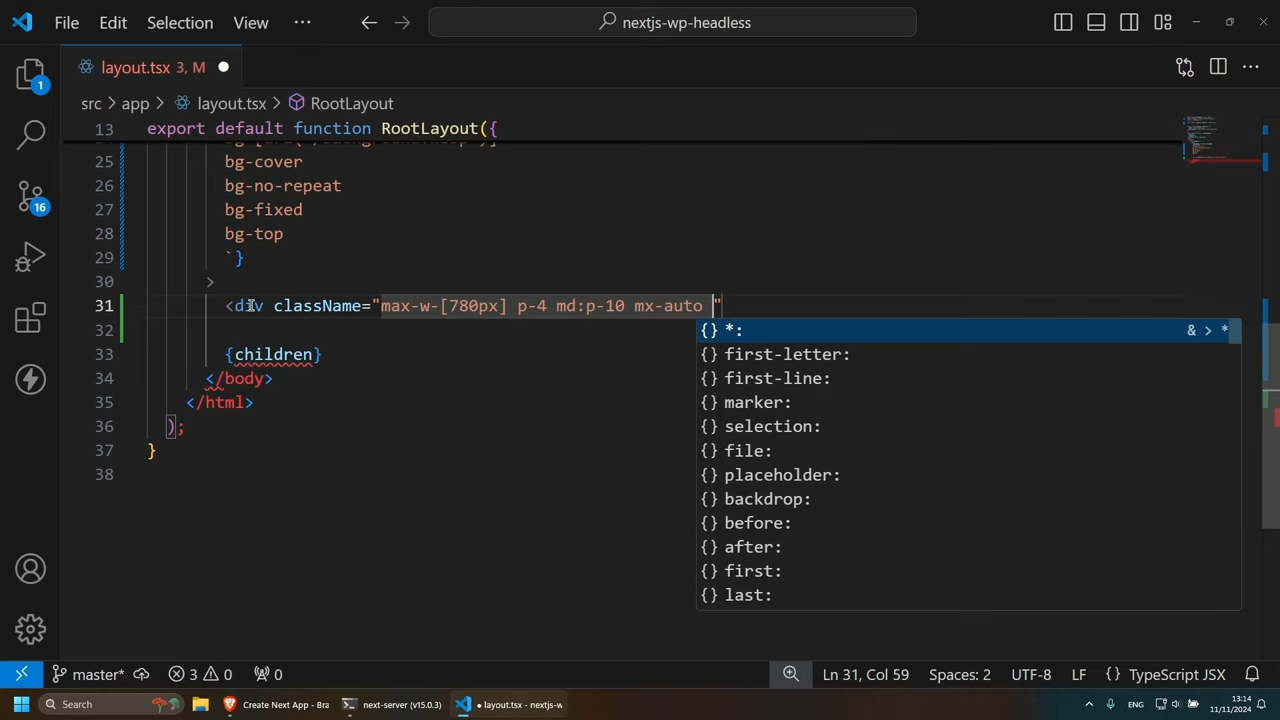 File Edit Selection View ··· nextjs-wp-headless
layout.tsx 3, M
src > app > layout.tsx > RootLayout
13 export default function RootLayout({
25 bg-cover
26 bg-no-repeat
27 bg-fixed
28 bg-top
29 `}
30 >
31 <div className="max-w-[780px] p-4 md:p-10 mx-auto "
32
33 {children}
34 </body>
35 </html>
36 );
37 }
38
{} *: & > *
{} first-letter:
{} first-line:
{} marker:
{} selection:
{} file:
{} placeholder:
{} backdrop:
{} before:
{} after:
{} first:
{} last:
1
16
master* 3 0 0 Ln 31, Col 59 Spaces: 2 UTF-8 LF {} TypeScript JSX
Search Create New App - Bra next-server (v15.0.3) • layout.tsx - nextjs-w ENG 13:14
11/11/2024